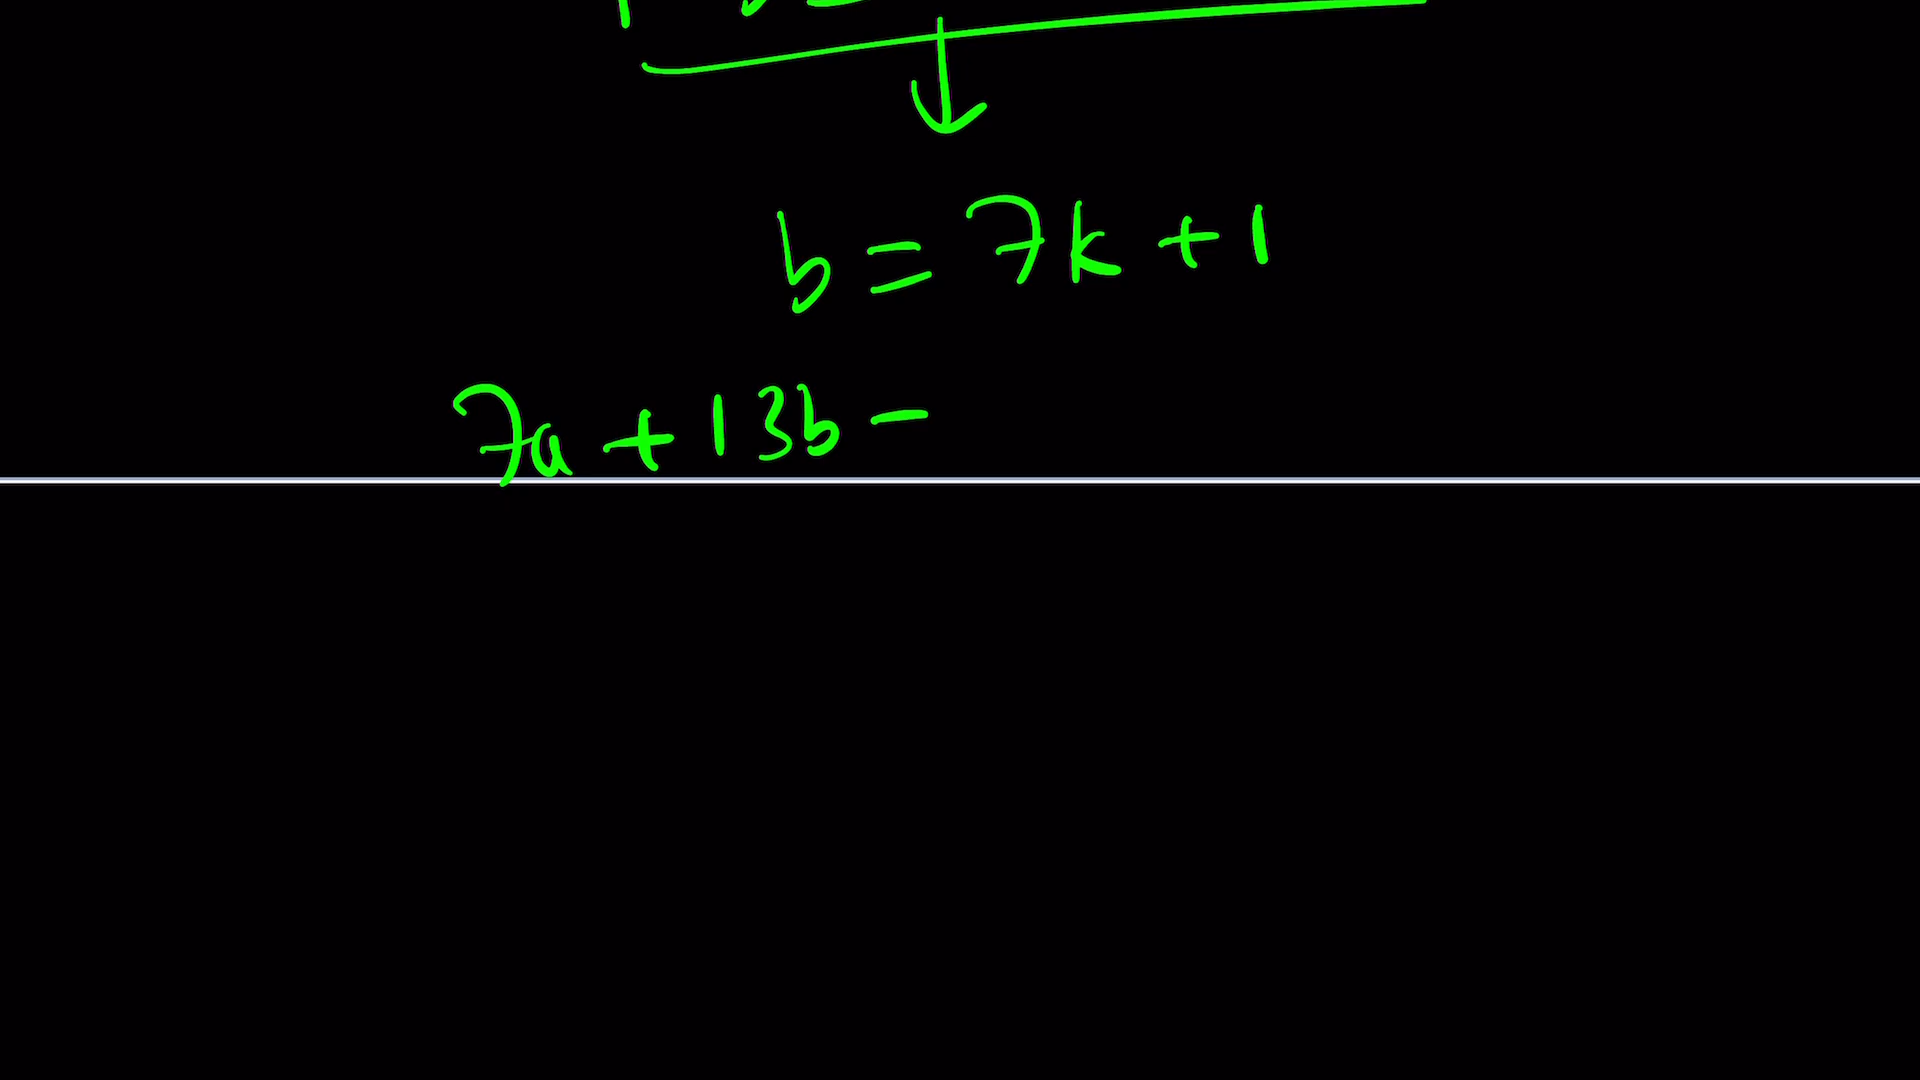 b = 7k + 1
7a + 13b -